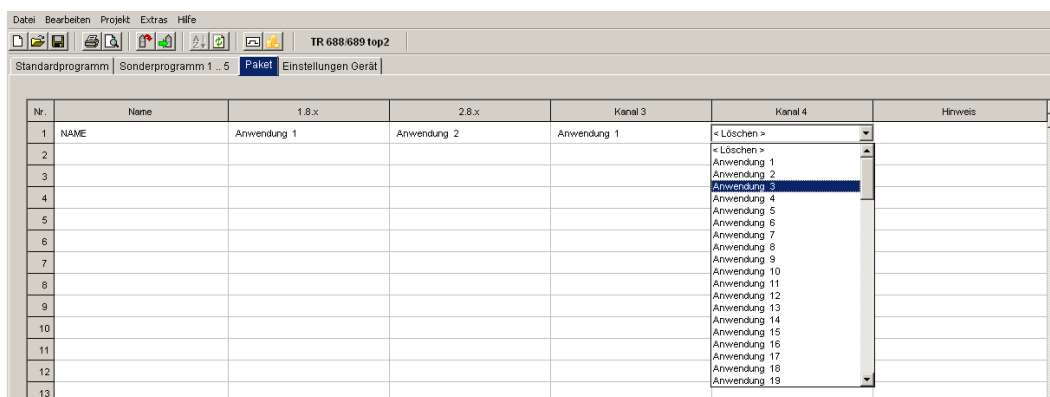 Datei Bearbeiten Projekt Extras Hilfe
TR 688/689 top2
Standardprogramm Sonderprogramm 1 .. 5 Paket Einstellungen Gerät
Nr. Name 1.8.x 2.8.x Kanal 3 Kanal 4 Hinweis
1 NAME Anwendung 1 Anwendung 2 Anwendung 1 < Löschen >
2 < Löschen >
Anwendung 1
Anwendung 2
3 Anwendung 3
4 Anwendung 4
Anwendung 5
5 Anwendung 6
Anwendung 7
6 Anwendung 8
7 Anwendung 9
Anwendung 10
8 Anwendung 11
Anwendung 12
9 Anwendung 13
Anwendung 14
10 Anwendung 15
Anwendung 16
11 Anwendung 17
12 Anwendung 18
Anwendung 19
13